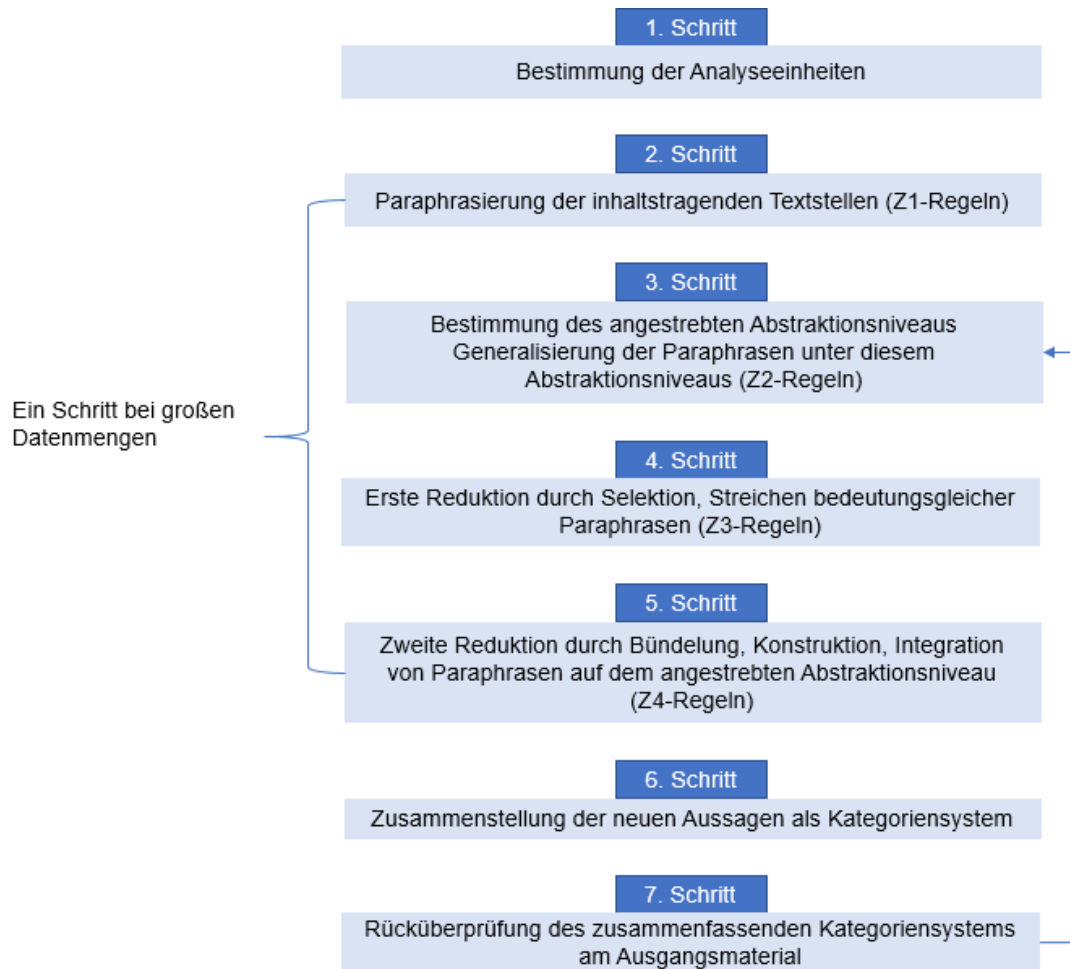 1. Schritt
Bestimmung der Analyseeinheiten
2. Schritt
Paraphrasierung der inhaltstragenden Textstellen (Z1-Regeln)
3. Schritt
Bestimmung des angestrebten Abstraktionsniveaus
Generalisierung der Paraphrasen unter diesem
Abstraktionsniveaus (Z2-Regeln)
Ein Schritt bei großen
Datenmengen
4. Schritt
Erste Reduktion durch Selektion, Streichen bedeutungsgleicher
Paraphrasen (Z3-Regeln)
5. Schritt
Zweite Reduktion durch Bündelung, Konstruktion, Integration
von Paraphrasen auf dem angestrebten Abstraktionsniveau
(Z4-Regeln)
6. Schritt
Zusammenstellung der neuen Aussagen als Kategoriensystem
7. Schritt
Rücküberprüfung des zusammenfassenden Kategoriensystems
am Ausgangsmaterial